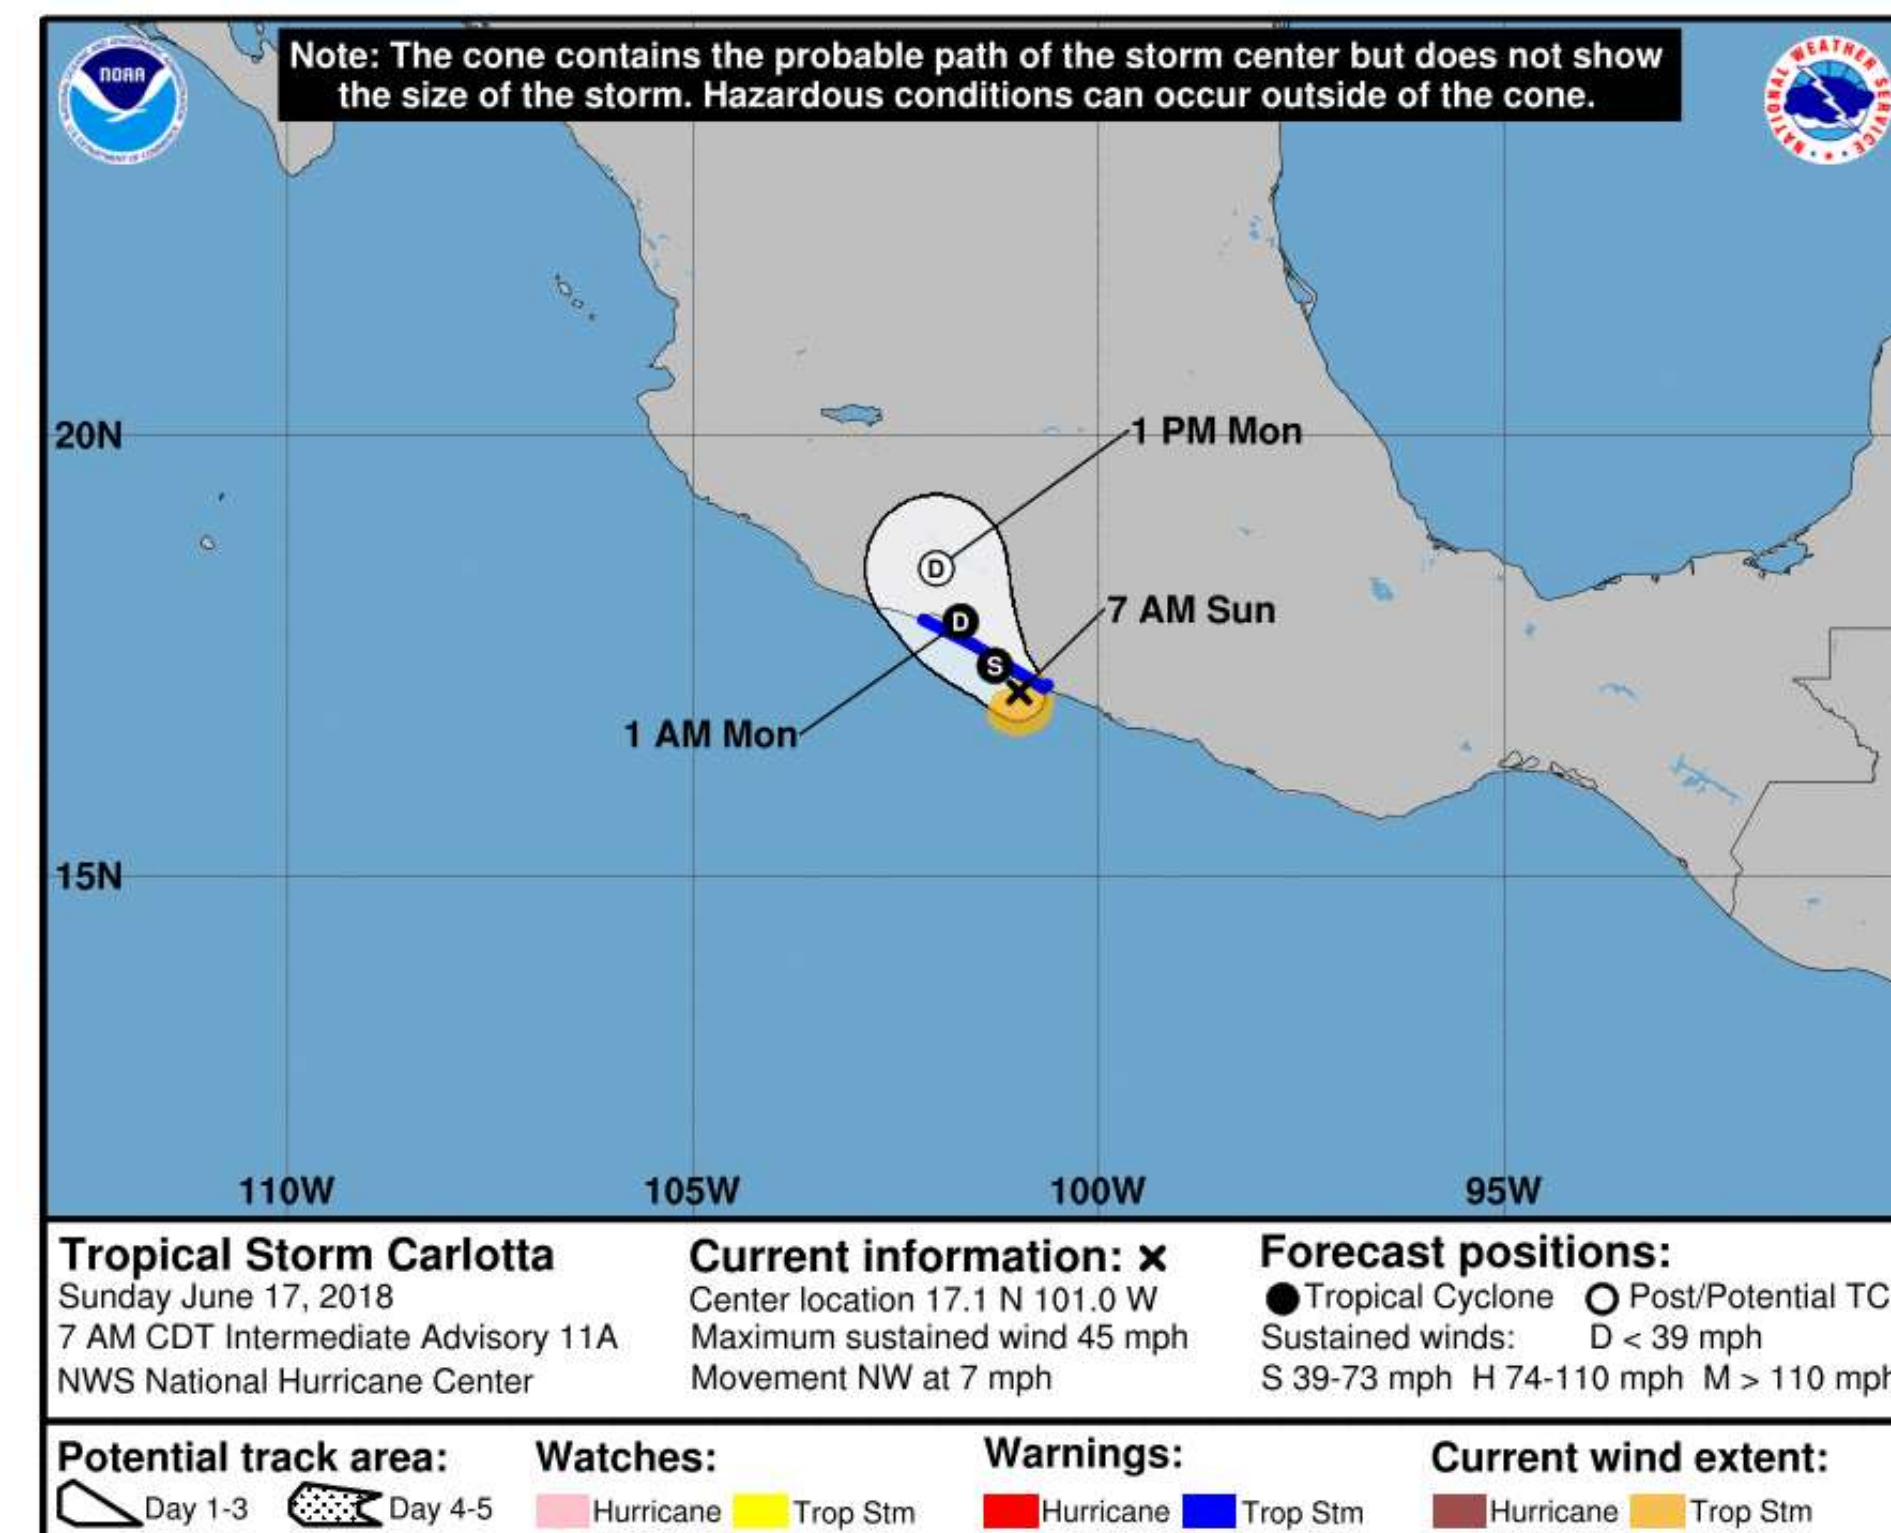 Note: The cone contains the probable path of the storm center but does not show
the size of the storm. Hazardous conditions can occur outside of the cone.
NOAA
NATIONAL WEATHER SERVICE
1 PM Mon
20N
D
7 AM Sun
D
S
1 AM Mon
15N
110W 105W 100W 95W
Tropical Storm Carlotta
Sunday June 17, 2018
7 AM CDT Intermediate Advisory 11A
NWS National Hurricane Center
Current information: ×
Center location 17.1 N 101.0 W
Maximum sustained wind 45 mph
Movement NW at 7 mph
Forecast positions:
Tropical Cyclone Post/Potential TC
Sustained winds: D < 39 mph
S 39-73 mph H 74-110 mph M > 110 mph
Potential track area:
Day 1-3 Day 4-5
Watches:
Hurricane Trop Stm
Warnings:
Hurricane Trop Stm
Current wind extent:
Hurricane Trop Stm